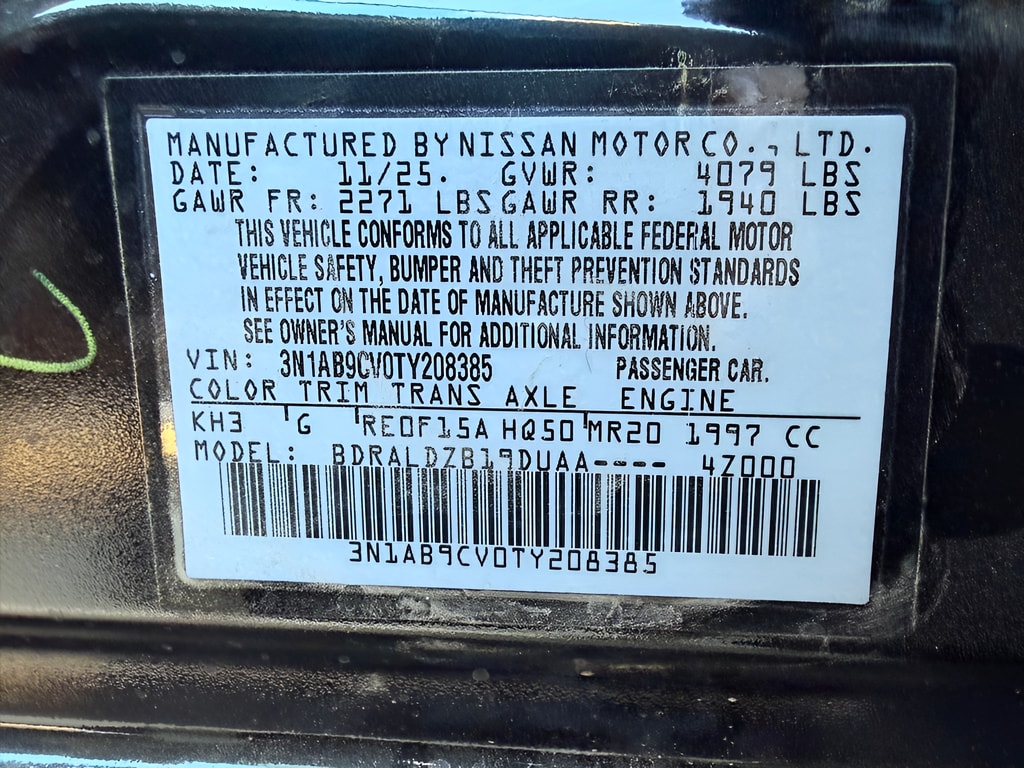 MANUFACTURED BY NISSAN MOTOR CO., LTD.
DATE: 11/25. GVWR: 4079 LBS
GAWR FR: 2271 LBS GAWR RR: 1940 LBS
THIS VEHICLE CONFORMS TO ALL APPLICABLE FEDERAL MOTOR
VEHICLE SAFETY, BUMPER AND THEFT PREVENTION STANDARDS
IN EFFECT ON THE DATE OF MANUFACTURE SHOWN ABOVE.
SEE OWNER'S MANUAL FOR ADDITIONAL INFORMATION.
VIN: 3N1AB9CV0TY208385 PASSENGER CAR.
COLOR TRIM TRANS AXLE ENGINE
KH3 G RE0F15A HQ50 MR20 1997 CC
MODEL: BDRALDZB19DUAA---- 4Z000
3N1AB9CV0TY208385